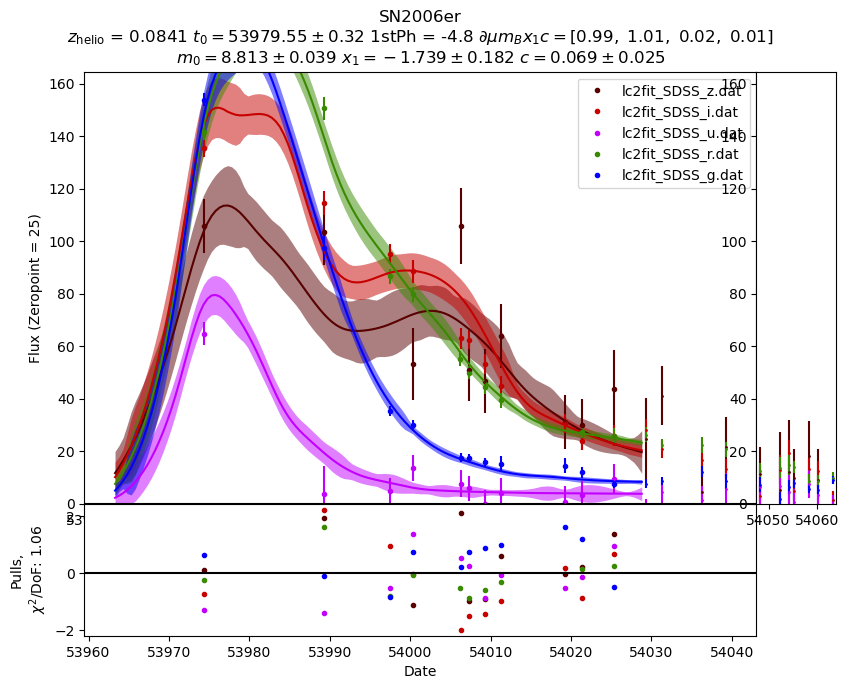 SN2006er
z_helio = 0.0841 t₀ = 53979.55 ± 0.32 1stPh = -4.8 ∂μm_Bx₁c = [0.99, 1.01, 0.02, 0.01]
m₀ = 8.813 ± 0.039 x₁ = −1.739 ± 0.182 c = 0.069 ± 0.025
lc2fit_SDSS_z.dat
lc2fit_SDSS_i.dat
lc2fit_SDSS_u.dat
lc2fit_SDSS_r.dat
lc2fit_SDSS_g.dat
Flux (Zeropoint = 25)
160
140
120
100
80
60
40
20
0
160
140
120
100
80
60
40
20
0
54050 54060
Pulls,
χ²/DoF: 1.06
0
−2
53960 53970 53980 53990 54000 54010 54020 54030 54040
Date